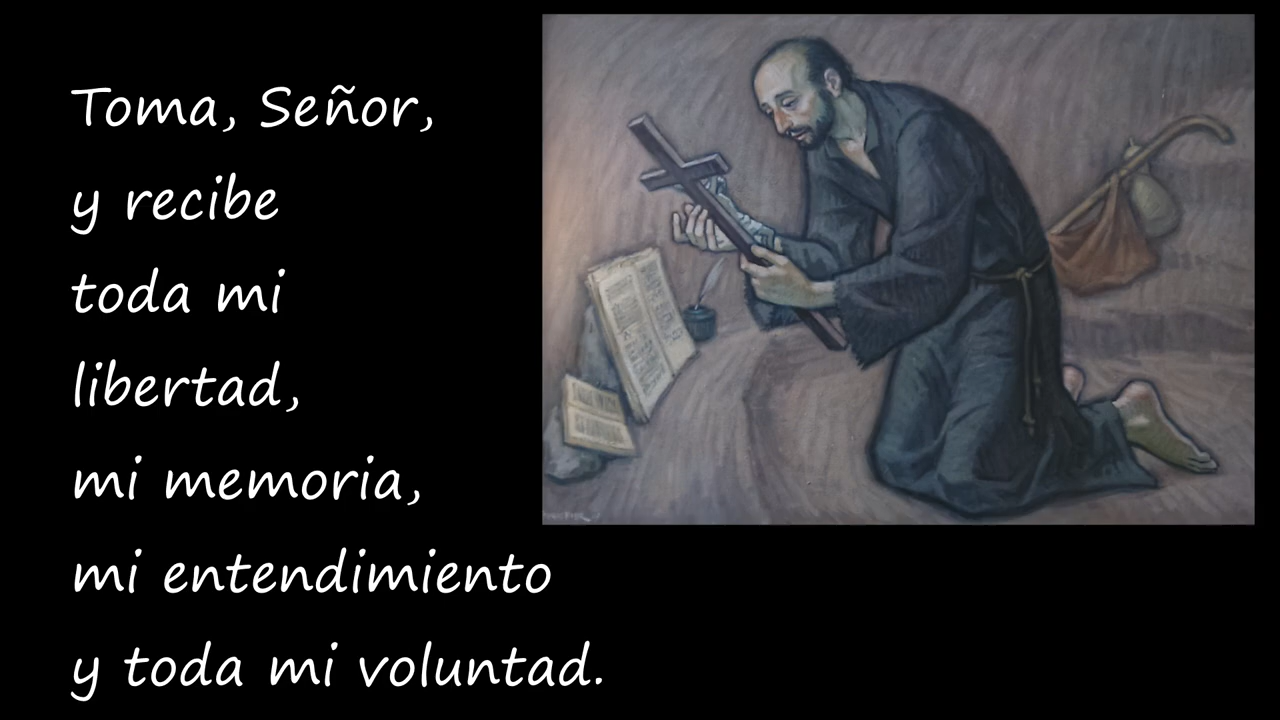 Toma, Señor,
y recibe
toda mi
libertad,
mi memoria,
mi entendimiento
y toda mi voluntad.